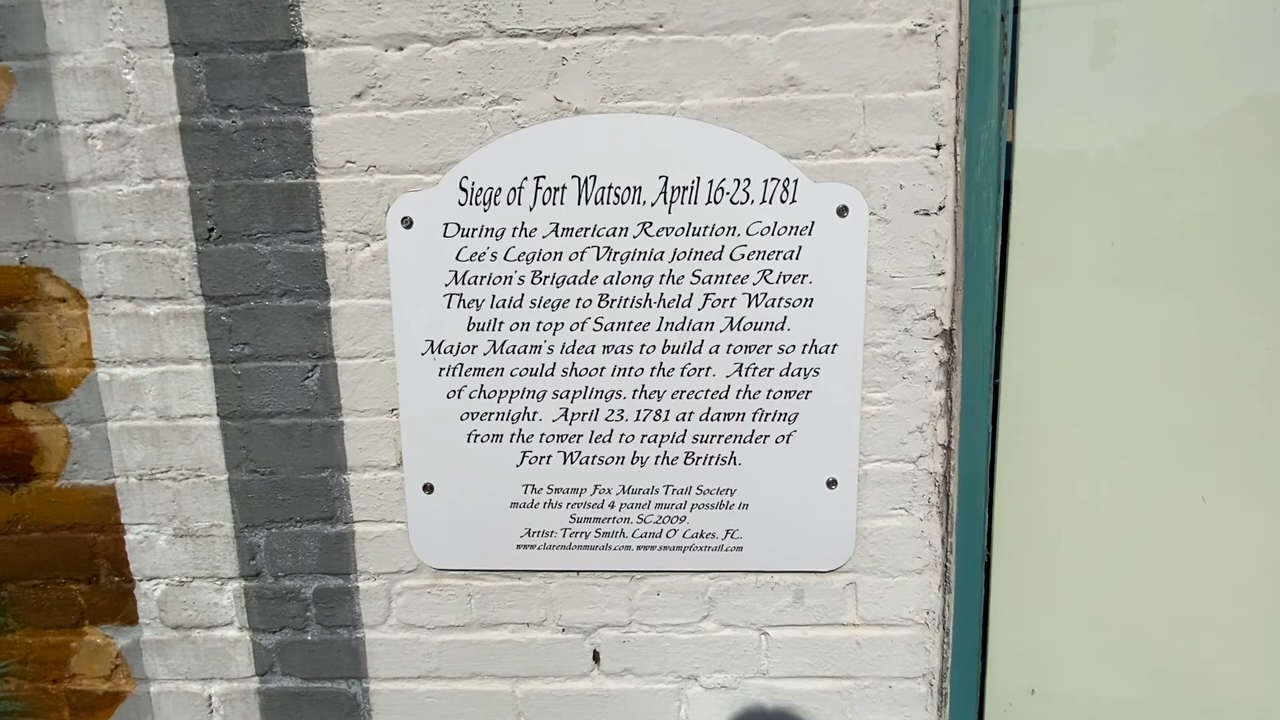 Siege of Fort Watson, April 16-23, 1781
During the American Revolution, Colonel
Lee's Legion of Virginia joined General
Marion's Brigade along the Santee River.
They laid siege to British-held Fort Watson
built on top of Santee Indian Mound.
Major Maam's idea was to build a tower so that
riflemen could shoot into the fort. After days
of chopping saplings, they erected the tower
overnight. April 23, 1781 at dawn firing
from the tower led to rapid surrender of
Fort Watson by the British.
The Swamp Fox Murals Trail Society
made this revised 4 panel mural possible in
Summerton, SC,2009.
Artist: Terry Smith, Land O' Lakes, FL.
www.clarendonmurals.com, www.swampfoxtrail.com